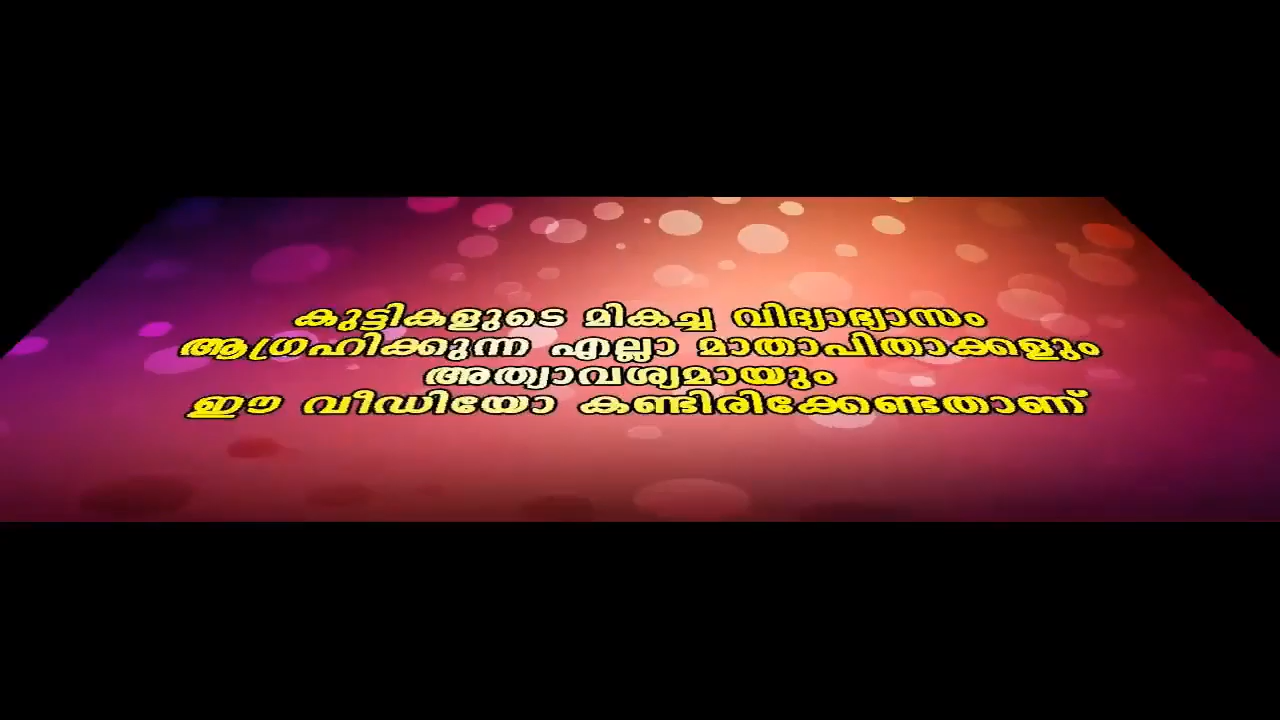 കുട്ടികളുടെ മികച്ച വിദ്യാഭ്യാസം
ആഗ്രഹിക്കുന്ന എല്ലാ മാതാപിതാക്കളും
അത്യാവശ്യമായും
ഈ വീഡിയോ കണ്ടിരിക്കേണ്ടതാണ്